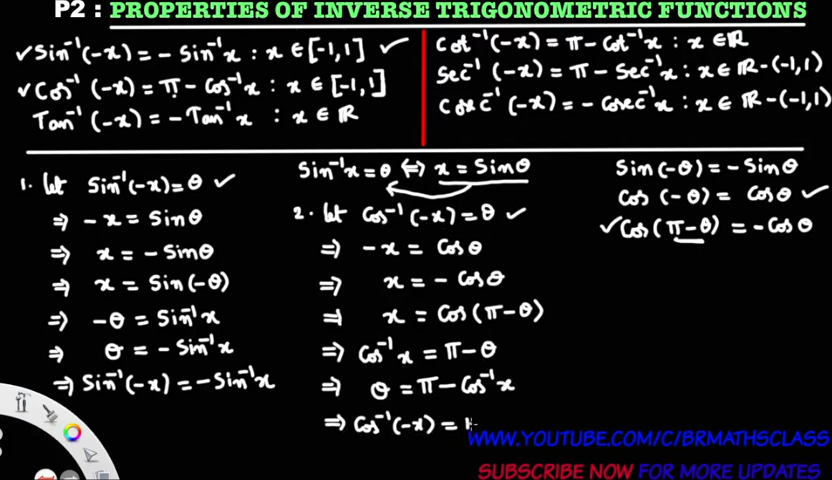 P2 : PROPERTIES OF INVERSE TRIGONOMETRIC FUNCTIONS
✓Sin⁻¹(-x) = - Sin⁻¹x : x ∈ [-1,1] ✓
✓Cos⁻¹(-x) = π - Cos⁻¹x : x ∈ [-1,1]
Tan⁻¹(-x) = - Tan⁻¹x : x ∈ ℝ
Cot⁻¹(-x) = π - Cot⁻¹x : x ∈ ℝ
Sec⁻¹(-x) = π - Sec⁻¹x : x ∈ ℝ - (-1,1)
Cosec⁻¹(-x) = - Cosec⁻¹x : x ∈ ℝ - (-1,1)
1. let Sin⁻¹(-x) = θ ✓
⇒ -x = Sinθ
⇒ x = - Sinθ
⇒ x = Sin(-θ)
⇒ -θ = Sin⁻¹x
⇒ θ = - Sin⁻¹x
⇒ Sin⁻¹(-x) = - Sin⁻¹x
Sin⁻¹x = θ ⇔ x = Sinθ
2. let Cos⁻¹(-x) = θ ✓
⇒ -x = Cosθ
⇒ x = - Cosθ
⇒ x = Cos(π-θ)
⇒ Cos⁻¹x = π - θ
⇒ θ = π - Cos⁻¹x
⇒ Cos⁻¹(-x) =
Sin(-θ) = - Sinθ
Cos(-θ) = Cosθ ✓
✓Cos(π-θ) = - Cosθ
WWW.YOUTUBE.COM/C/BRMATHSCLASS
SUBSCRIBE NOW FOR MORE UPDATES